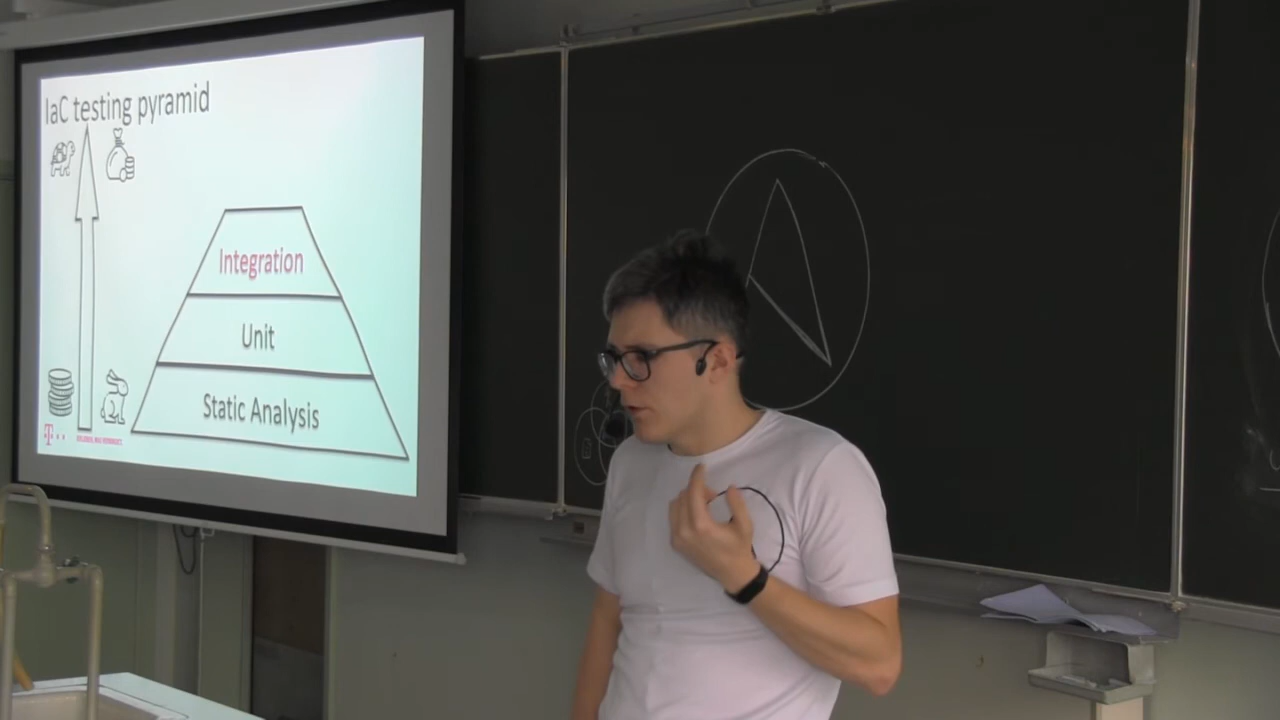 IaC testing pyramid
Integration
Unit
Static Analysis
T